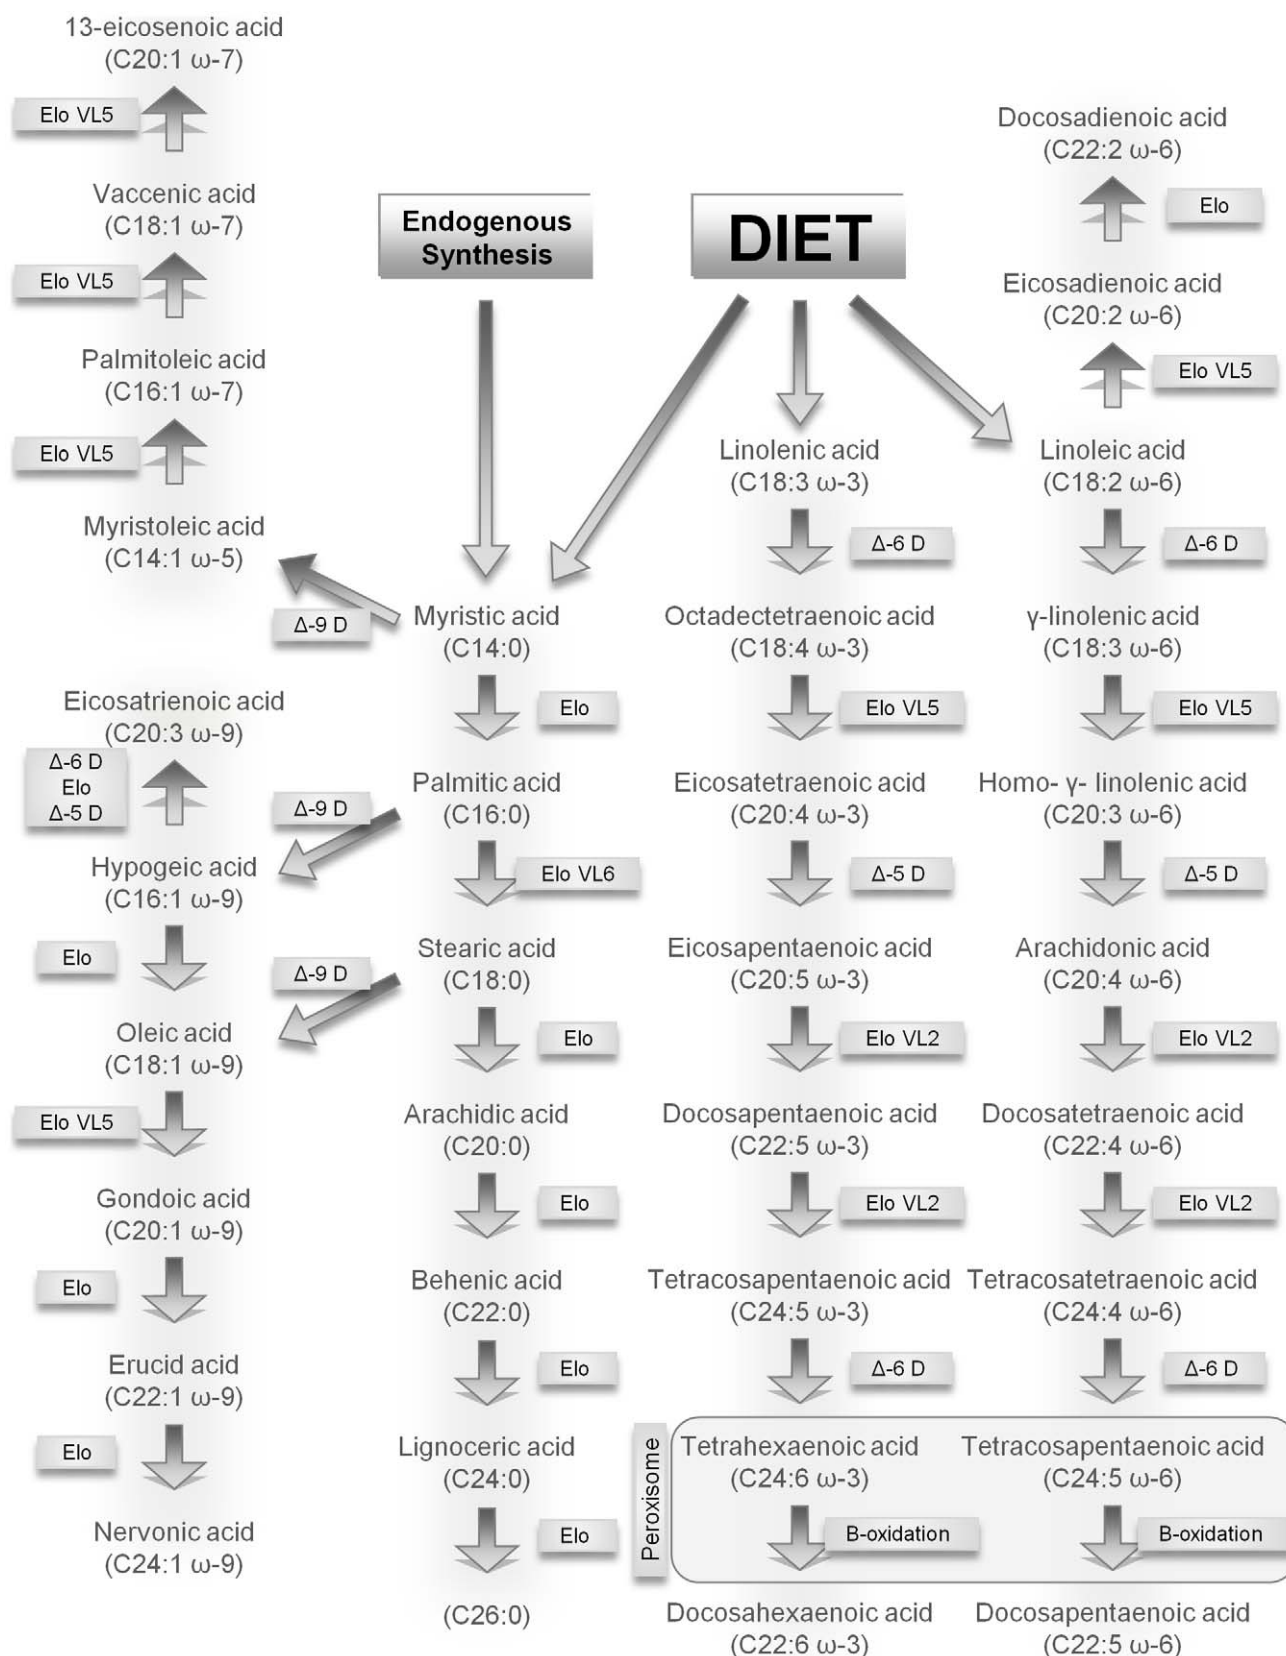 13-eicosenoic acid
(C20:1 ω-7)
Elo VL5
Vaccenic acid
(C18:1 ω-7)
Elo VL5
Palmitoleic acid
(C16:1 ω-7)
Elo VL5
Myristoleic acid
(C14:1 ω-5)
Δ-9 D
Eicosatrienoic acid
(C20:3 ω-9)
Δ-6 D
Elo
Δ-5 D
Δ-9 D
Hypogeic acid
(C16:1 ω-9)
Elo
Δ-9 D
Oleic acid
(C18:1 ω-9)
Elo VL5
Gondoic acid
(C20:1 ω-9)
Elo
Erucid acid
(C22:1 ω-9)
Elo
Nervonic acid
(C24:1 ω-9)
Endogenous
Synthesis
Myristic acid
(C14:0)
Elo
Palmitic acid
(C16:0)
Elo VL6
Stearic acid
(C18:0)
Elo
Arachidic acid
(C20:0)
Elo
Behenic acid
(C22:0)
Elo
Lignoceric acid
(C24:0)
Elo
(C26:0)
DIET
Linolenic acid
(C18:3 ω-3)
Δ-6 D
Octadectetraenoic acid
(C18:4 ω-3)
Elo VL5
Eicosatetraenoic acid
(C20:4 ω-3)
Δ-5 D
Eicosapentaenoic acid
(C20:5 ω-3)
Elo VL2
Docosapentaenoic acid
(C22:5 ω-3)
Elo VL2
Tetracosapentaenoic acid
(C24:5 ω-3)
Δ-6 D
Peroxisome
Tetrahexaenoic acid
(C24:6 ω-3)
B-oxidation
Docosahexaenoic acid
(C22:6 ω-3)
Docosadienoic acid
(C22:2 ω-6)
Elo
Eicosadienoic acid
(C20:2 ω-6)
Elo VL5
Linoleic acid
(C18:2 ω-6)
Δ-6 D
γ-linolenic acid
(C18:3 ω-6)
Elo VL5
Homo- γ- linolenic acid
(C20:3 ω-6)
Δ-5 D
Arachidonic acid
(C20:4 ω-6)
Elo VL2
Docosatetraenoic acid
(C22:4 ω-6)
Elo VL2
Tetracosatetraenoic acid
(C24:4 ω-6)
Δ-6 D
Tetracosapentaenoic acid
(C24:5 ω-6)
B-oxidation
Docosapentaenoic acid
(C22:5 ω-6)